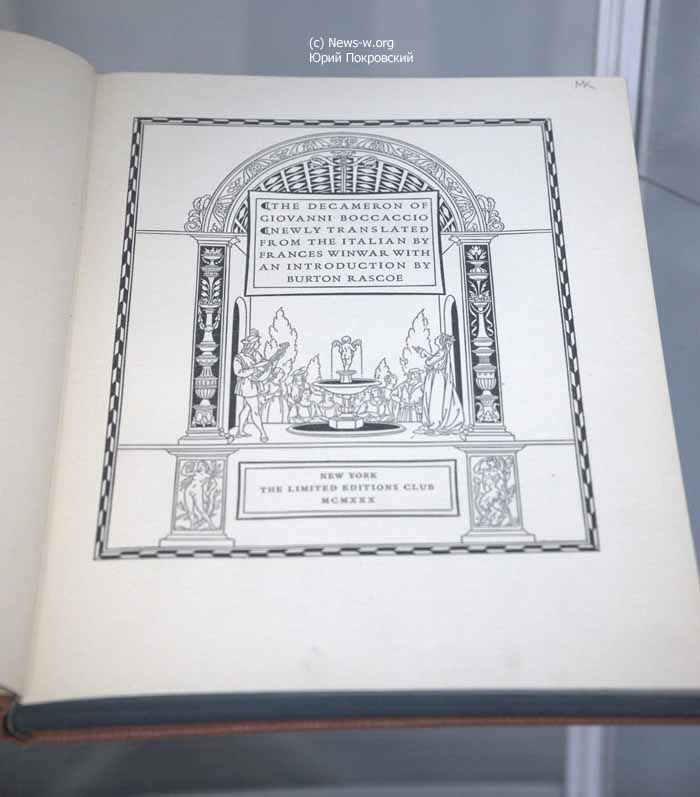 (c) News-w.org
Юрий Покровский
MK
THE DECAMERON OF
GIOVANNI BOCCACCIO
NEWLY TRANSLATED
FROM THE ITALIAN BY
FRANCES WINWAR WITH
AN INTRODUCTION BY
BURTON RASCOE
NEW YORK
THE LIMITED EDITIONS CLUB
MCMXXX